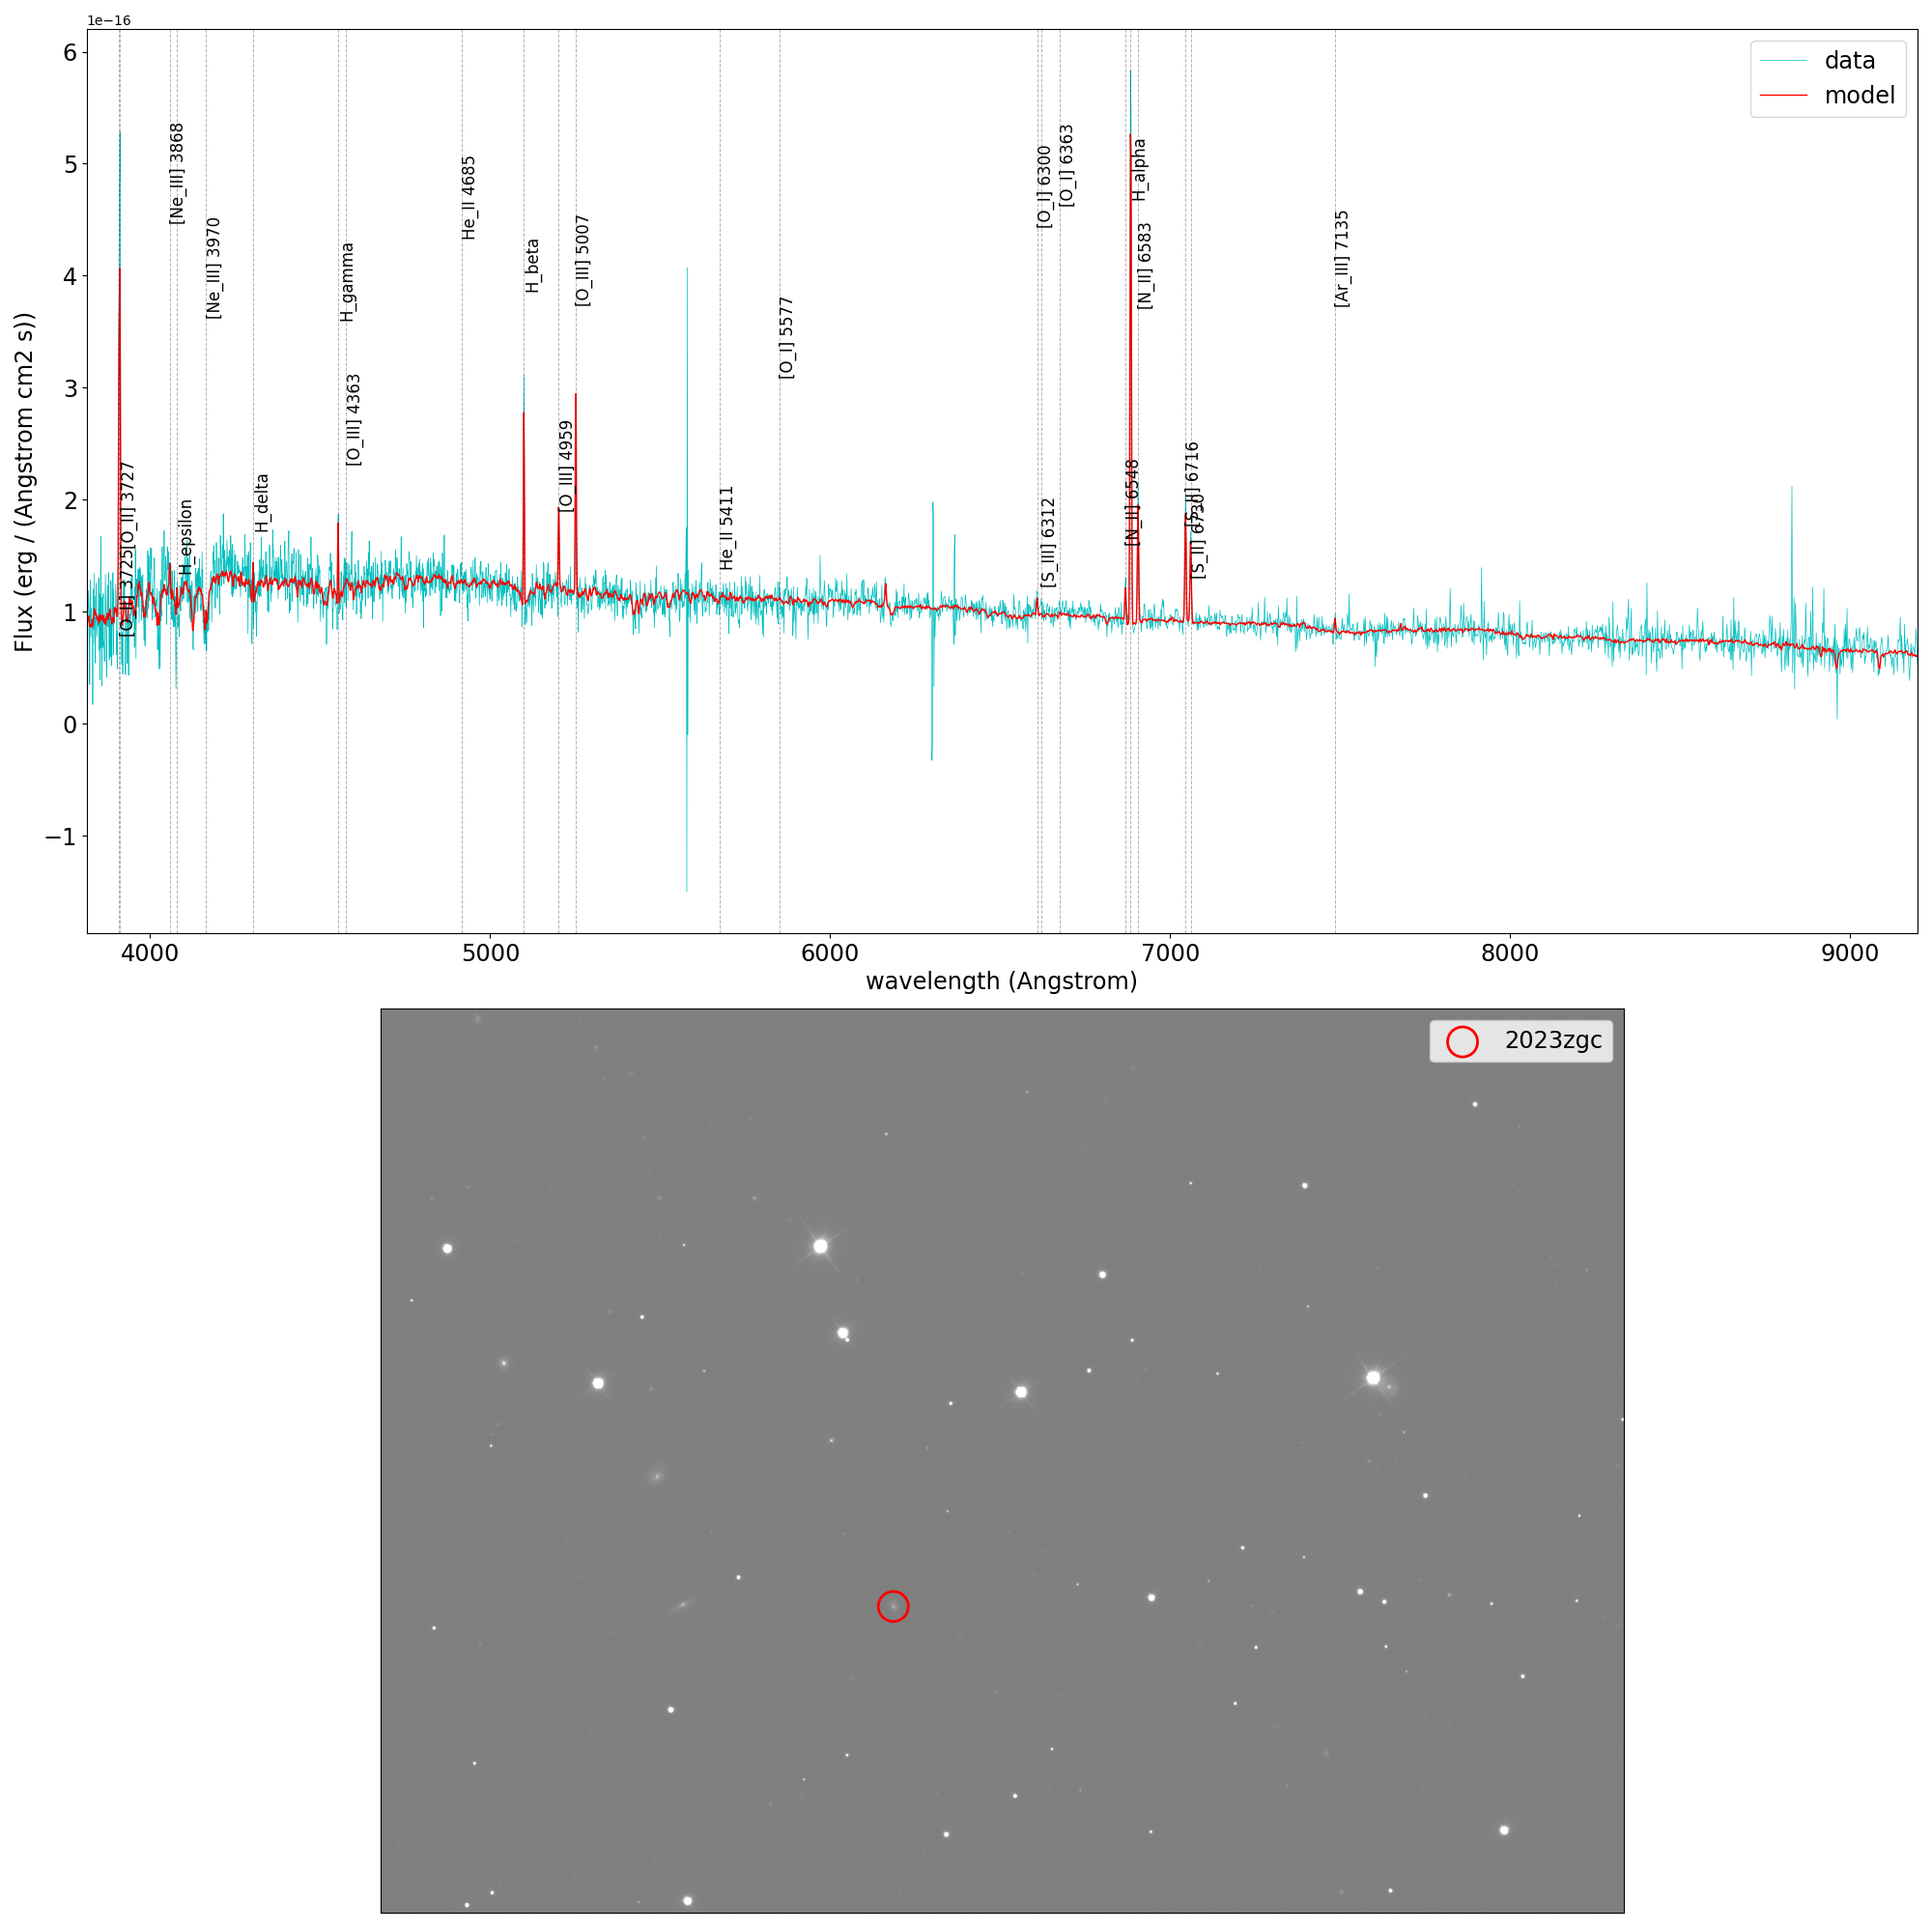 1e−16
6
5
4
3
2
1
0
−1
Flux (erg / (Angstrom cm2 s))
data
model
[O_II] 3725
[O_II] 3727
[Ne_III] 3868
H_epsilon
[Ne_III] 3970
H_delta
H_gamma
[O_III] 4363
He_II 4685
H_beta
[O_III] 4959
[O_III] 5007
He_II 5411
[O_I] 5577
[O_I] 6300
[S_III] 6312
[O_I] 6363
[N_II] 6548
H_alpha
[N_II] 6583
[S_II] 6716
[S_II] 6730
[Ar_III] 7135
4000 5000 6000 7000 8000 9000
wavelength (Angstrom)
2023zgc